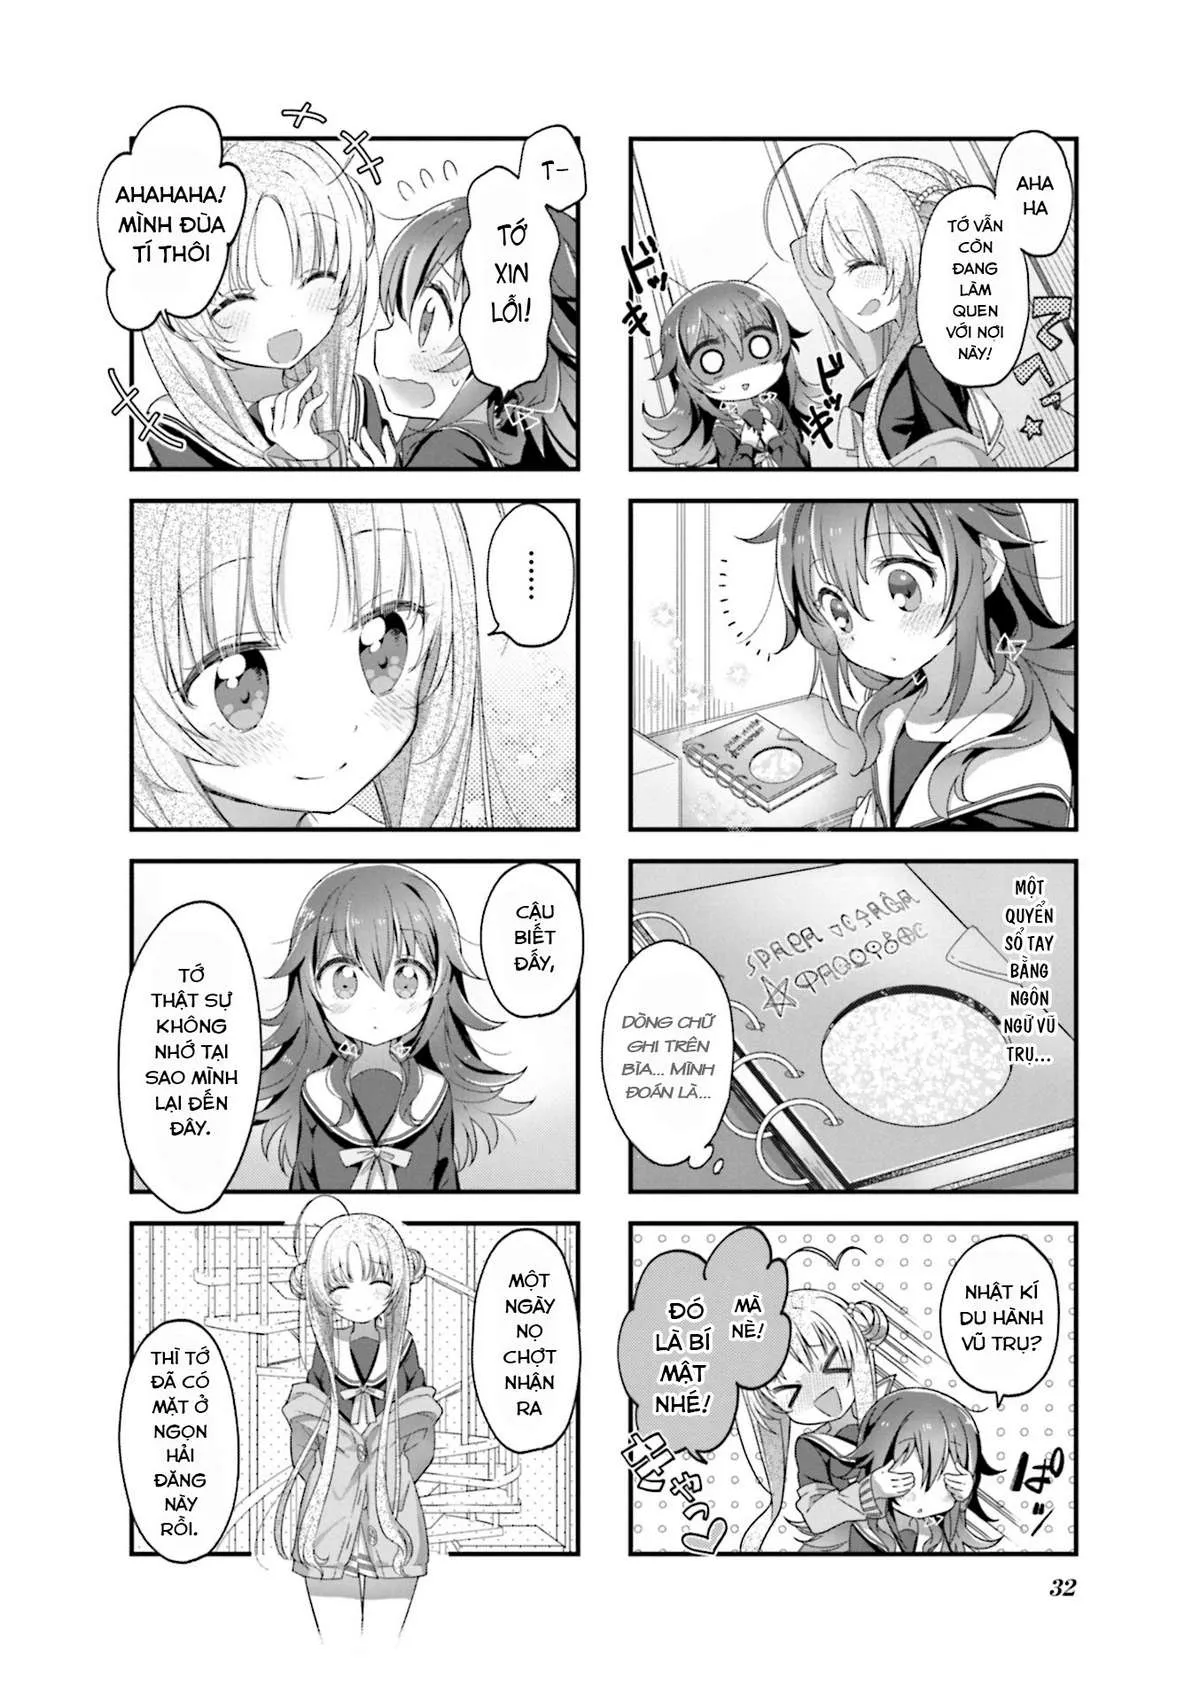 AHA
HA
TỚ VẪN
CÒN
ĐANG
LÀM
QUEN
VỚI NƠI
NÀY!
MỘT
QUYỂN
SỔ TAY
BẰNG
NGÔN
NGỮ VŨ
TRỤ...
DÒNG CHỮ
GHI TRÊN
BÌA... MÌNH
ĐOÁN LÀ...
NHẬT KÍ
DU HÀNH
VŨ TRỤ?
MÀ
NÈ!
ĐÓ
LÀ BÍ
MẬT
NHÉ!
T-
TỚ
XIN
LỖI!
AHAHAHA!
MÌNH ĐÙA
TÍ THÔI
........
CẬU
BIẾT
ĐẤY,
TỚ
THẬT SỰ
KHÔNG
NHỚ TẠI
SAO MÌNH
LẠI ĐẾN
ĐÂY.
MỘT
NGÀY
NỌ
CHỢT
NHẬN
RA
THÌ TỚ
ĐÃ CÓ
MẶT Ở
NGỌN
HẢI
ĐĂNG NÀY
RỒI.
32